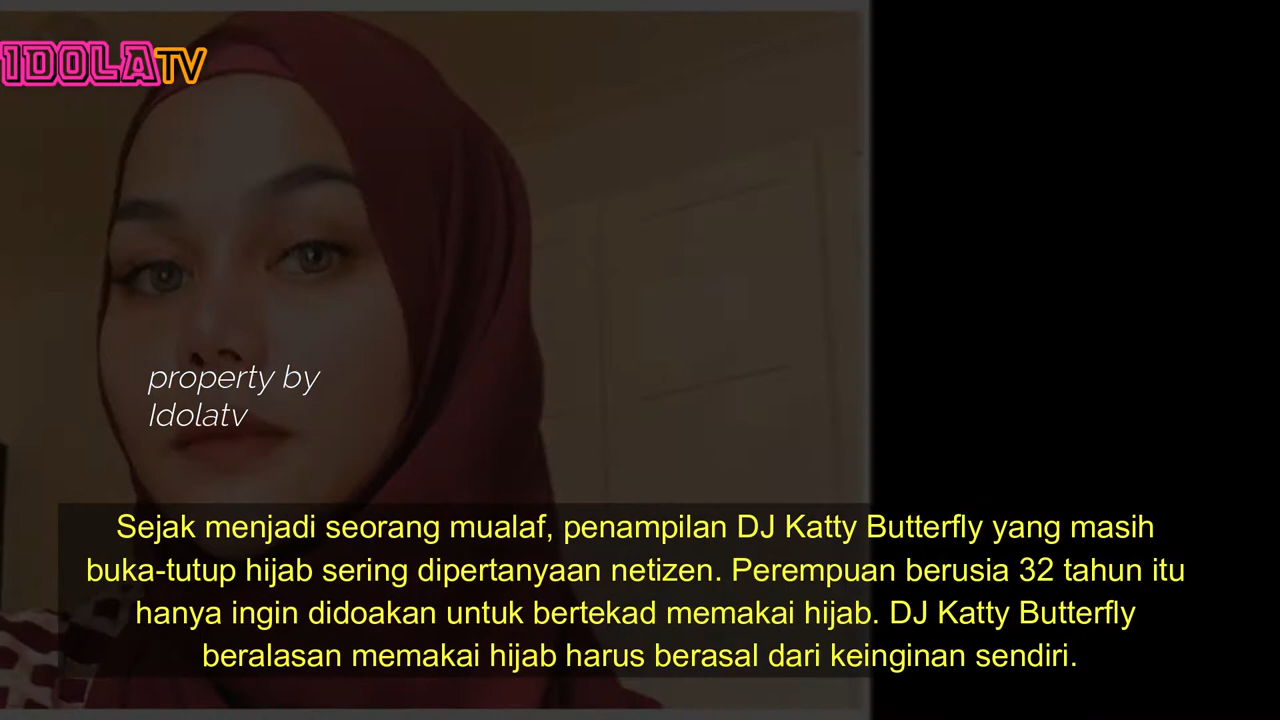 IDOLATV
property by
Idolatv
Sejak menjadi seorang mualaf, penampilan DJ Katty Butterfly yang masih
buka-tutup hijab sering dipertanyaan netizen. Perempuan berusia 32 tahun itu
hanya ingin didoakan untuk bertekad memakai hijab. DJ Katty Butterfly
beralasan memakai hijab harus berasal dari keinginan sendiri.